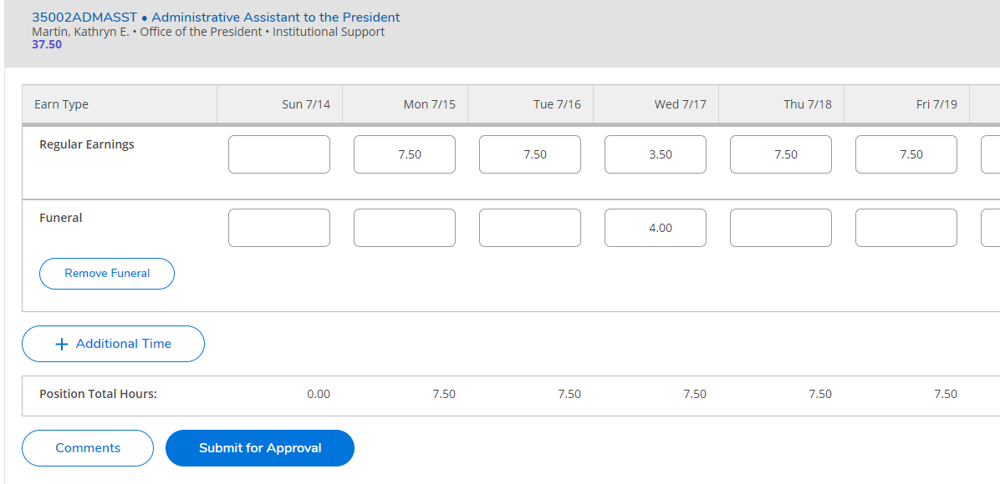 35002ADMASST • Administrative Assistant to the President
Martin, Kathryn E. • Office of the President • Institutional Support
37.50
Earn Type Sun 7/14 Mon 7/15 Tue 7/16 Wed 7/17 Thu 7/18 Fri 7/19
Regular Earnings 7.50 7.50 3.50 7.50 7.50
Funeral 4.00
Remove Funeral
+ Additional Time
Position Total Hours: 0.00 7.50 7.50 7.50 7.50 7.50
Comments Submit for Approval